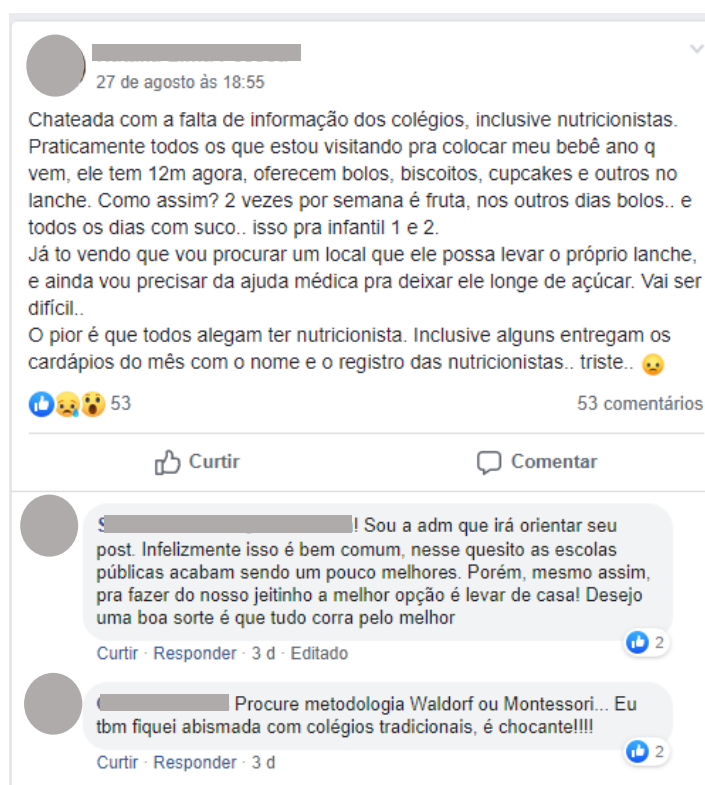 27 de agosto às 18:55
Chateada com a falta de informação dos colégios, inclusive nutricionistas.
Praticamente todos os que estou visitando pra colocar meu bebê ano q
vem, ele tem 12m agora, oferecem bolos, biscoitos, cupcakes e outros no
lanche. Como assim? 2 vezes por semana é fruta, nos outros dias bolos.. e
todos os dias com suco.. isso pra infantil 1 e 2.
Já to vendo que vou procurar um local que ele possa levar o próprio lanche,
e ainda vou precisar da ajuda médica pra deixar ele longe de açúcar. Vai ser
difícil..
O pior é que todos alegam ter nutricionista. Inclusive alguns entregam os
cardápios do mês com o nome e o registro das nutricionistas.. triste..
53
53 comentários
Curtir
Comentar
! Sou a adm que irá orientar seu
post. Infelizmente isso é bem comum, nesse quesito as escolas
públicas acabam sendo um pouco melhores. Porém, mesmo assim,
pra fazer do nosso jeitinho a melhor opção é levar de casa! Desejo
uma boa sorte é que tudo corra pelo melhor
2
Curtir · Responder · 3 d · Editado
Procure metodologia Waldorf ou Montessori... Eu
tbm fiquei abismada com colégios tradicionais, é chocante!!!!
2
Curtir · Responder · 3 d